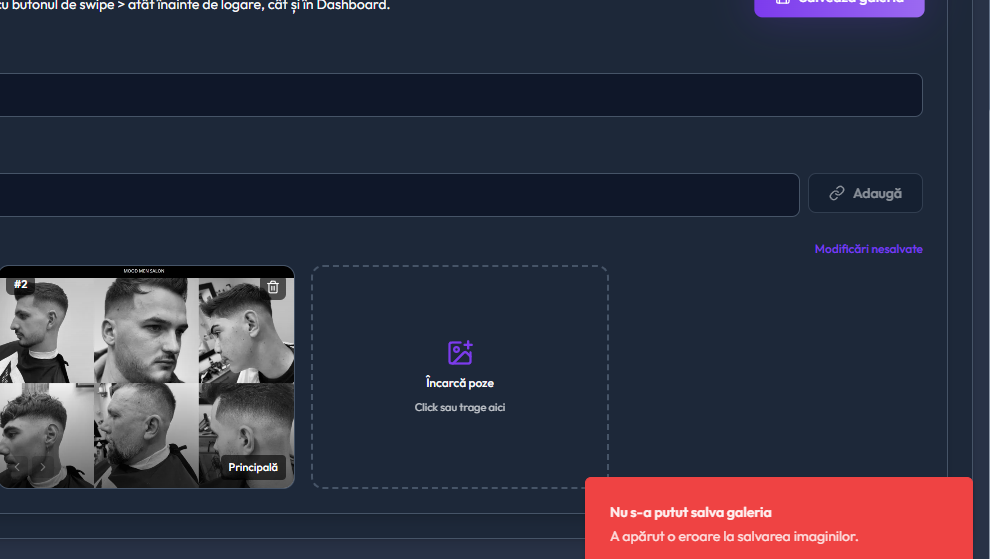 cu butonul de swipe > atât înainte de logare, cât și în Dashboard.
Salvează galeria
Adaugă
Modificări nesalvate
MOOD MEN SALON
#2
Încarcă poze
Click sau trage aici
Principală
Nu s-a putut salva galeria
A apărut o eroare la salvarea imaginilor.